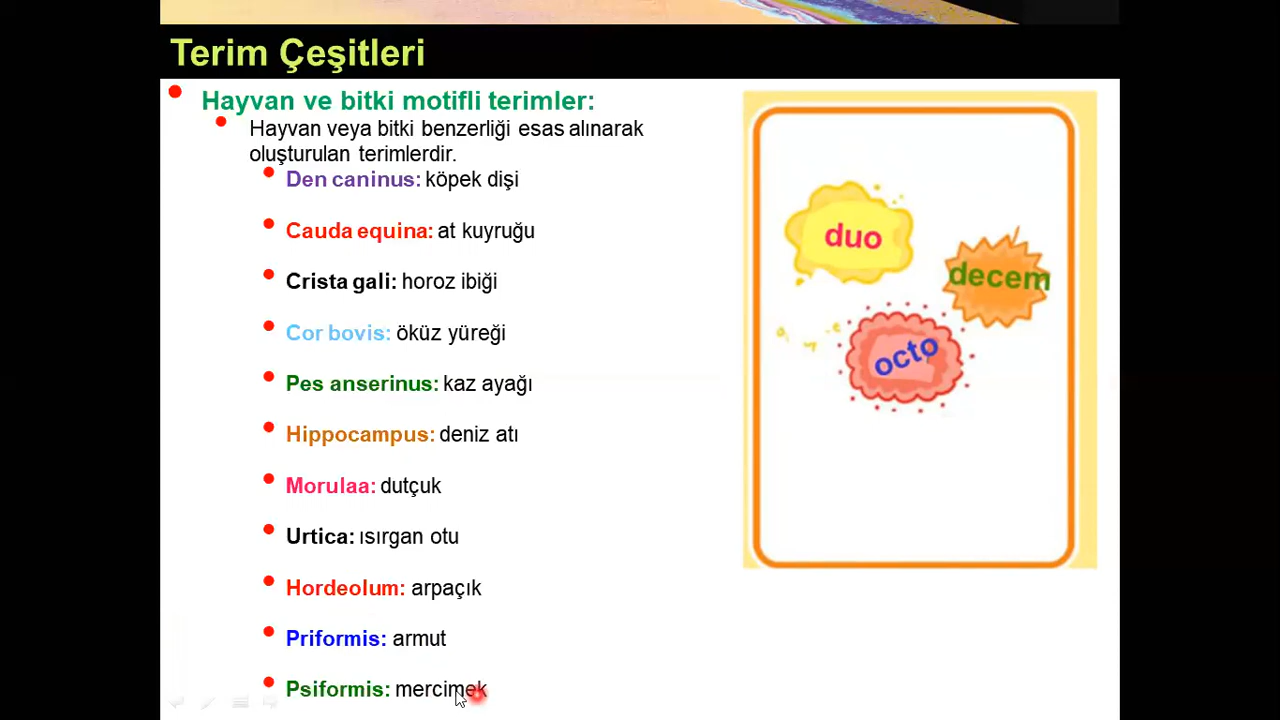 Terim Çeşitleri
Hayvan ve bitki motifli terimler:
Hayvan veya bitki benzerliği esas alınarak
oluşturulan terimlerdir.
Den caninus: köpek dişi
Cauda equina: at kuyruğu
Crista gali: horoz ibiği
Cor bovis: öküz yüreği
Pes anserinus: kaz ayağı
Hippocampus: deniz atı
Morulaa: dutçuk
Urtica: ısırgan otu
Hordeolum: arpaçık
Priformis: armut
Psiformis: mercimek
duo
decem
octo